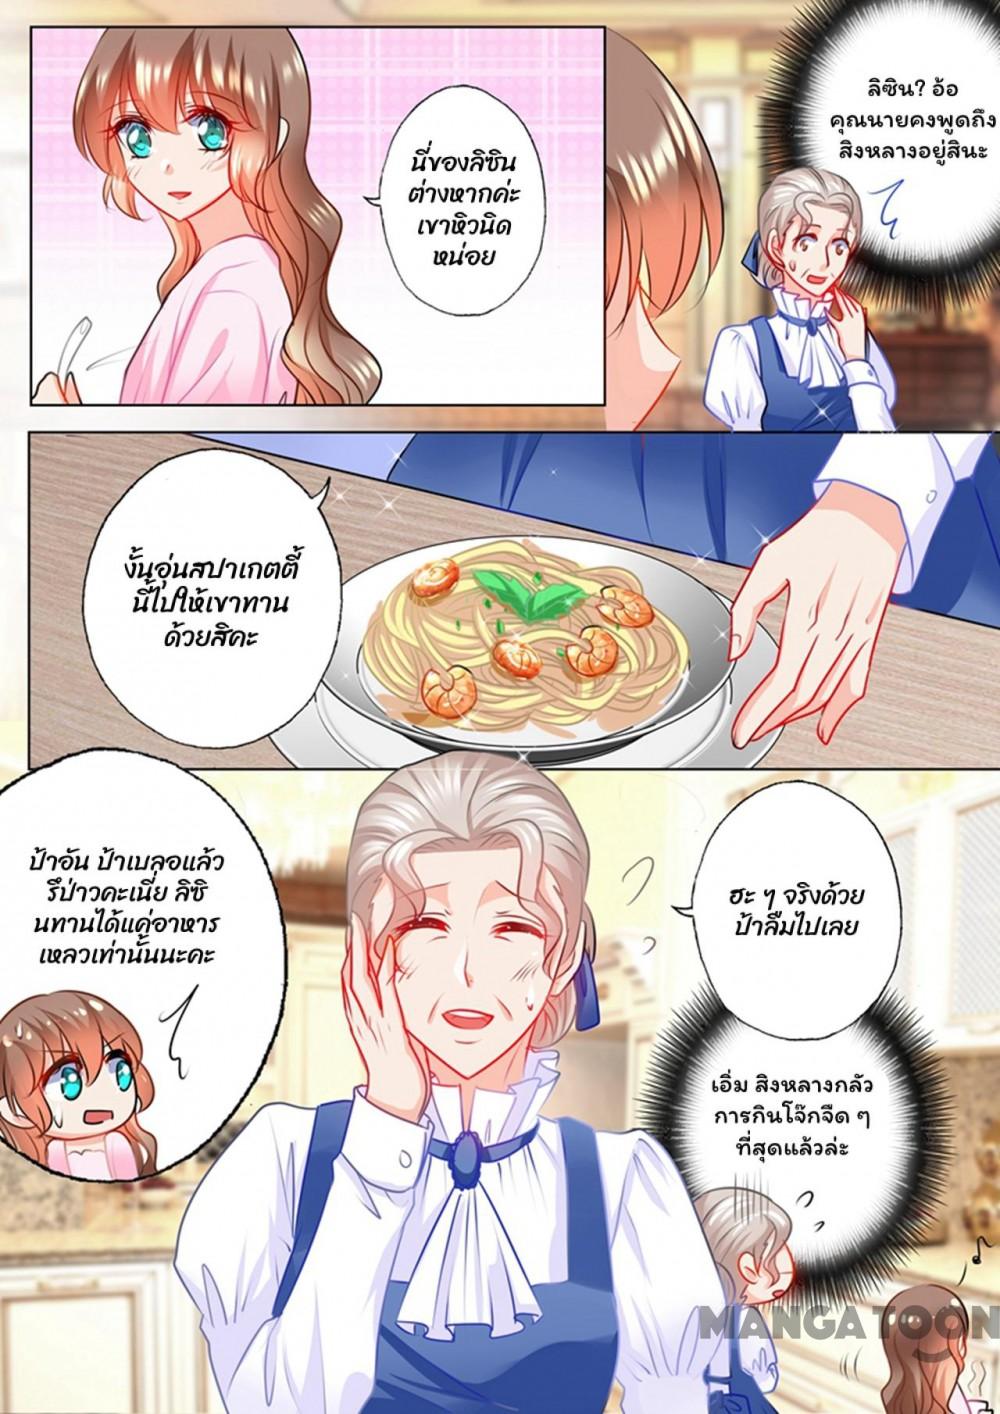 นี่ของลิซิน
ต่างหากค่ะ
เขาหิวนิด
หน่อย
ลิซิน? อ้อ
คุณนายคงพูดถึง
สิงหลางอยู่สินะ
งั้นอุ่นสปาเกตตี้
นี้ไปให้เขาทาน
ด้วยสิคะ
ป้าอัน ป้าเบลอแล้ว
รึป่าวคะเนี่ย ลิซิ
นทานได้แค่อาหาร
เหลวเท่านั้นนะคะ
ฮะ ๆ จริงด้วย
ป้าลืมไปเลย
เอิ่ม สิงหลางกลัว
การกินโจ๊กจืด ๆ
ที่สุดแล้วล่ะ
MANGATOON